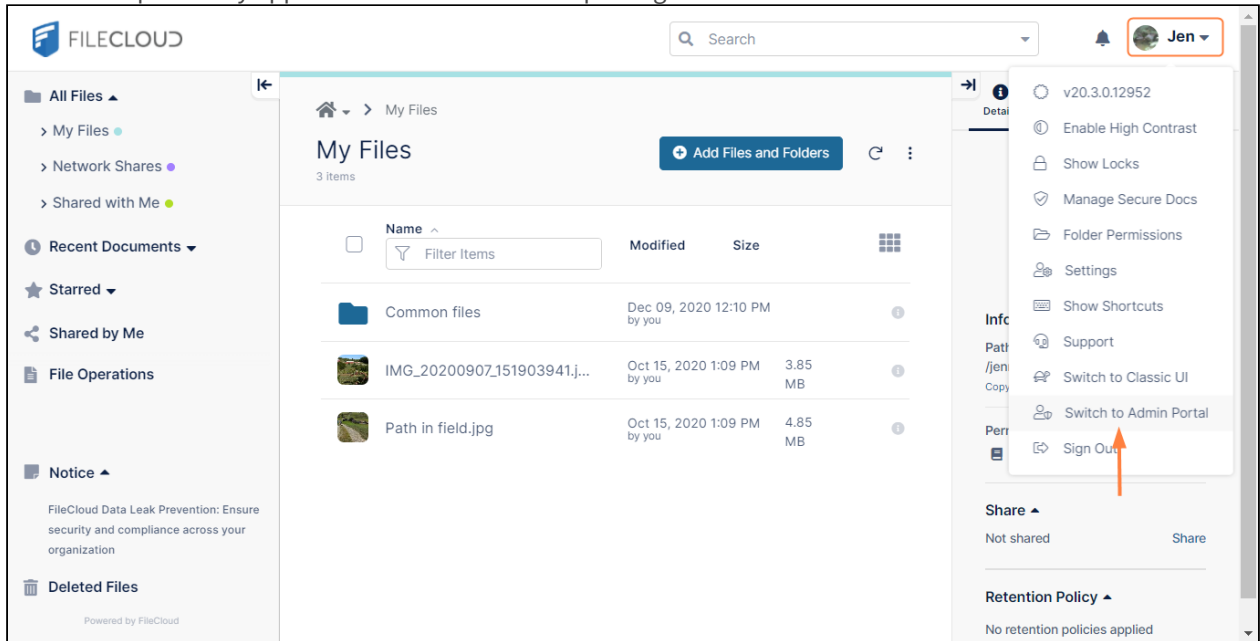 FILECLOUD
Search
Jen
All Files
My Files
Network Shares
Shared with Me
Recent Documents
Starred
Shared by Me
File Operations
Notice
FileCloud Data Leak Prevention: Ensure
security and compliance across your
organization
Deleted Files
Powered by FileCloud
My Files
My Files
3 items
Add Files and Folders
Name
Filter Items
Modified
Size
Common files
Dec 09, 2020 12:10 PM
by you
IMG_20200907_151903941.j...
Oct 15, 2020 1:09 PM
by you
3.85
MB
Path in field.jpg
Oct 15, 2020 1:09 PM
by you
4.85
MB
Detai
v20.3.0.12952
Enable High Contrast
Show Locks
Manage Secure Docs
Folder Permissions
Settings
Show Shortcuts
Support
Switch to Classic UI
Switch to Admin Portal
Sign Out
Info
Path
/jen
Copy
Perr
Share
Not shared
Share
Retention Policy
No retention policies applied